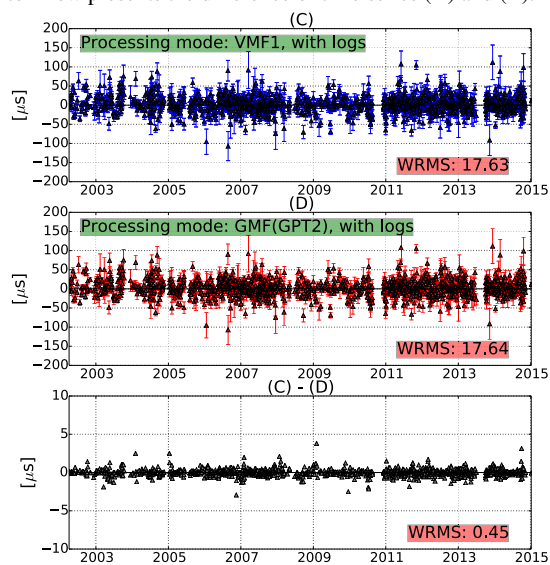 (C)
Processing mode: VMF1, with logs
200
150
100
50
0
−50
−100
−150
−200
[μs]
WRMS: 17.63
2003 2005 2007 2009 2011 2013 2015
(D)
Processing mode: GMF(GPT2), with logs
200
150
100
50
0
−50
−100
−150
−200
[μs]
WRMS: 17.64
2003 2005 2007 2009 2011 2013 2015
(C) - (D)
10
5
0
−5
−10
[μs]
WRMS: 0.45
2003 2005 2007 2009 2011 2013 2015